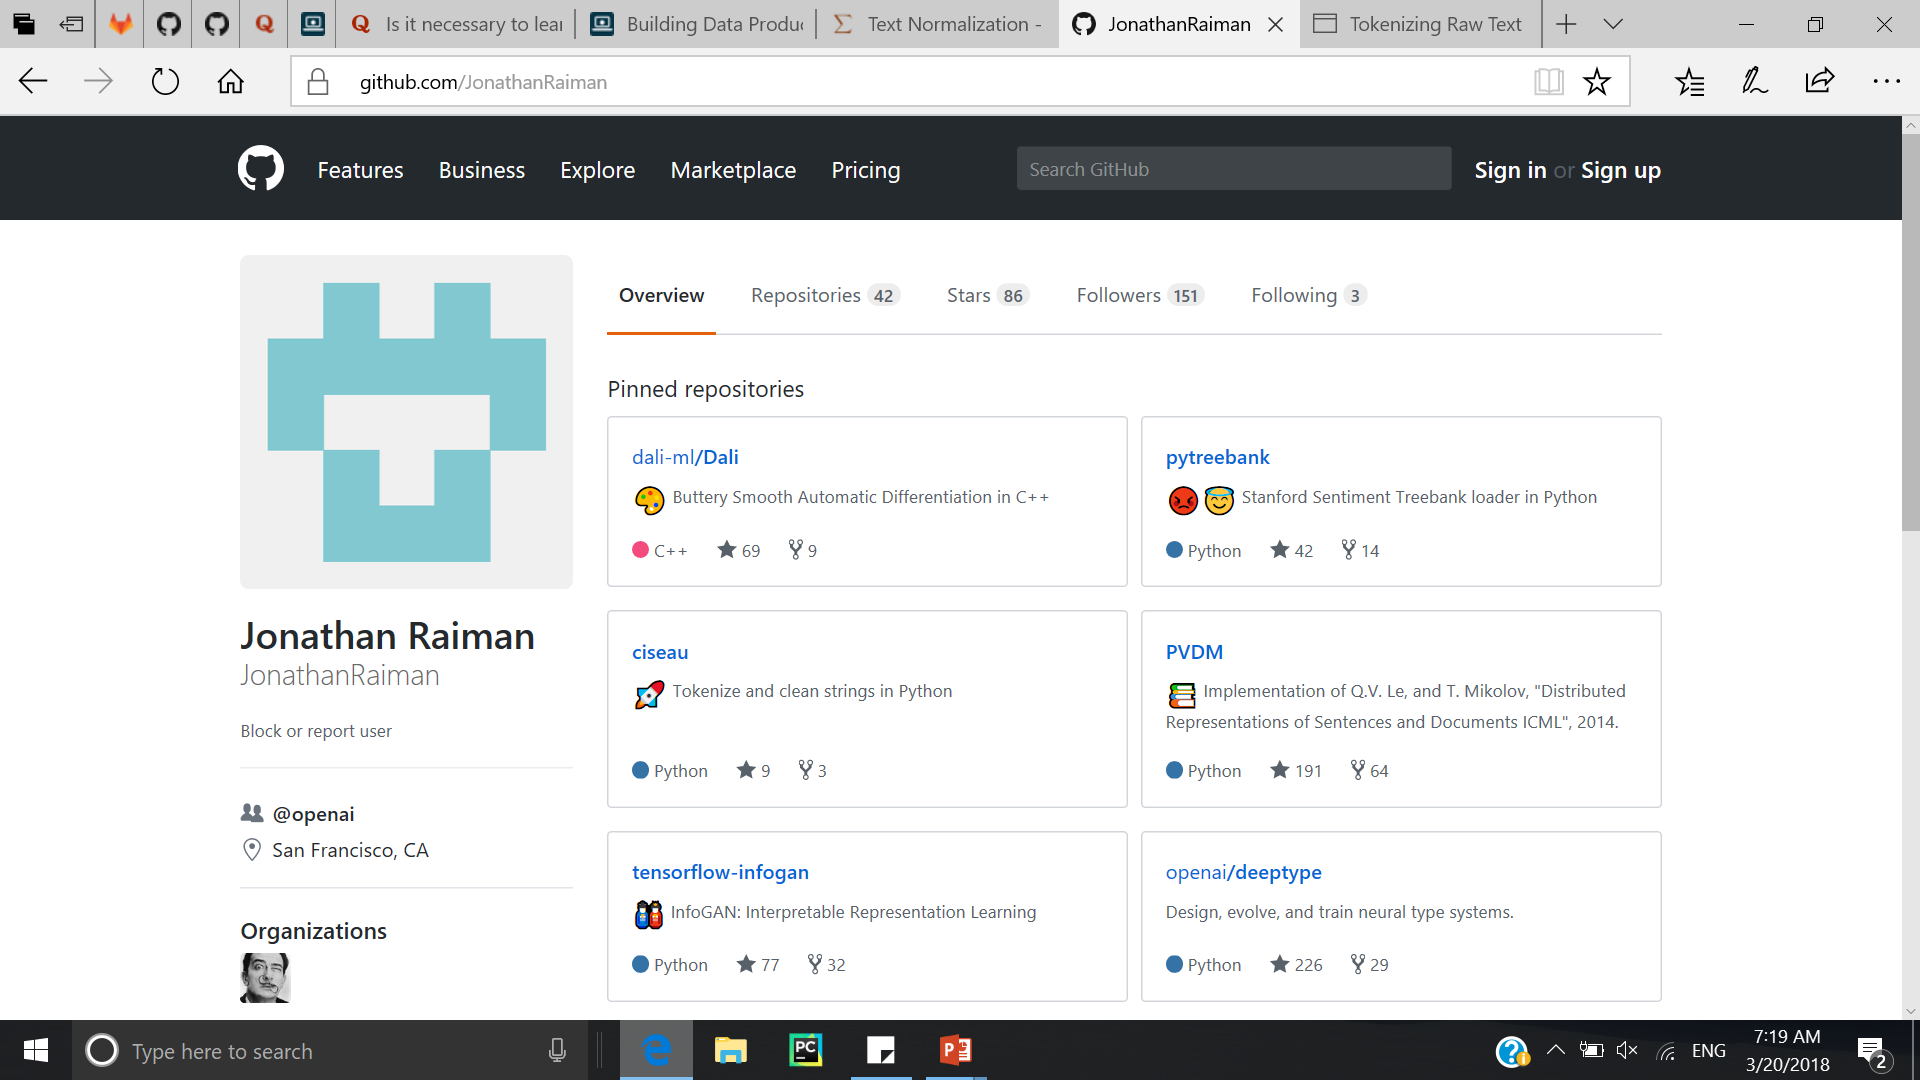 Is it necessary to lear
Building Data Produc
Text Normalization -
JonathanRaiman
Tokenizing Raw Text
github.com/JonathanRaiman
Features Business Explore Marketplace Pricing Search GitHub Sign in or Sign up
Overview Repositories 42 Stars 86 Followers 151 Following 3
Pinned repositories
dali-ml/Dali
Buttery Smooth Automatic Differentiation in C++
C++ 69 9
pytreebank
Stanford Sentiment Treebank loader in Python
Python 42 14
ciseau
Tokenize and clean strings in Python
Python 9 3
PVDM
Implementation of Q.V. Le, and T. Mikolov, "Distributed
Representations of Sentences and Documents ICML", 2014.
Python 191 64
tensorflow-infogan
InfoGAN: Interpretable Representation Learning
Python 77 32
openai/deeptype
Design, evolve, and train neural type systems.
Python 226 29
Jonathan Raiman
JonathanRaiman
Block or report user
@openai
San Francisco, CA
Organizations
Type here to search
PC
P
ENG
7:19 AM
3/20/2018
2